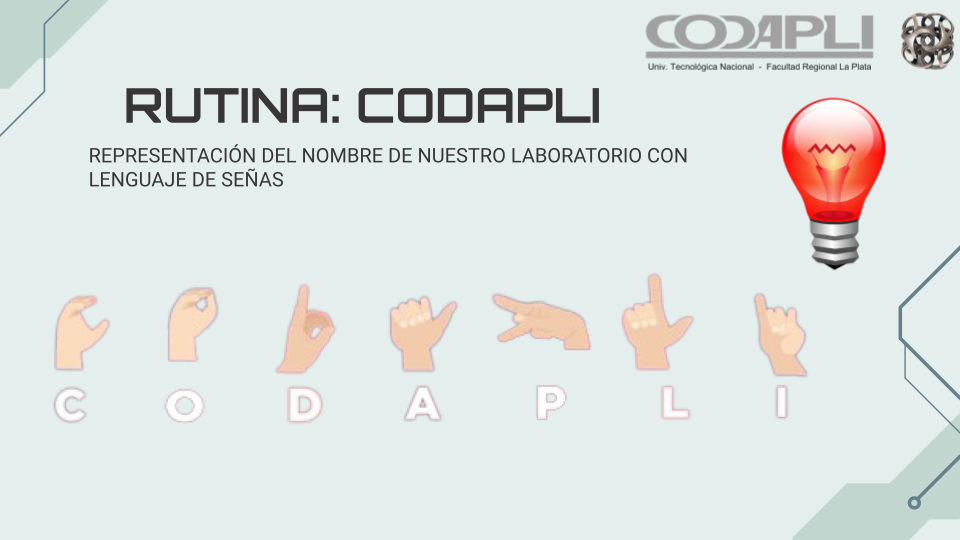 CODAPLI
Univ. Tecnológica Nacional - Facultad Regional La Plata
RUTINA: CODAPLI
REPRESENTACIÓN DEL NOMBRE DE NUESTRO LABORATORIO CON
LENGUAJE DE SEÑAS
C O D A P L I